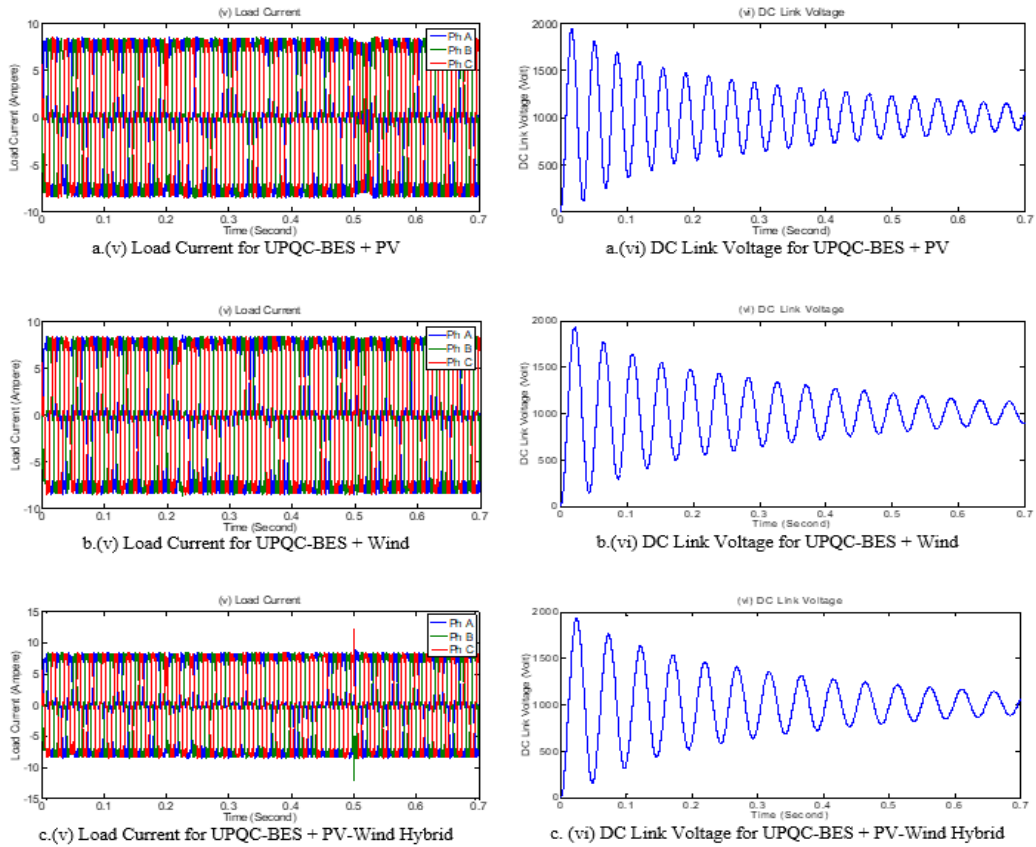 (v) Load Current
Load Current (Ampere)
10
5
0
-5
-10
Ph A
Ph B
Ph C
0 0.1 0.2 0.3 0.4 0.5 0.6 0.7
Time (Second)
a.(v) Load Current for UPQC-BES + PV
(vi) DC Link Voltage
DC Link Voltage (Volt)
2000
1500
1000
500
0
0 0.1 0.2 0.3 0.4 0.5 0.6 0.7
Time (Second)
a.(vi) DC Link Voltage for UPQC-BES + PV
(v) Load Current
Load Current (Ampere)
10
5
0
-5
-10
Ph A
Ph B
Ph C
0 0.1 0.2 0.3 0.4 0.5 0.6 0.7
Time (Second)
b.(v) Load Current for UPQC-BES + Wind
(vi) DC Link Voltage
DC Link Voltage (Volt)
2000
1500
1000
500
0
0 0.1 0.2 0.3 0.4 0.5 0.6 0.7
Time (Second)
b.(vi) DC Link Voltage for UPQC-BES + Wind
(v) Load Current
Load Current (Ampere)
15
10
5
0
-5
-10
-15
Ph A
Ph B
Ph C
0 0.1 0.2 0.3 0.4 0.5 0.6 0.7
Time (Second)
c.(v) Load Current for UPQC-BES + PV-Wind Hybrid
(vi) DC Link Voltage
DC Link Voltage (Volt)
2000
1500
1000
500
0
0 0.1 0.2 0.3 0.4 0.5 0.6 0.7
Time (Second)
c. (vi) DC Link Voltage for UPQC-BES + PV-Wind Hybrid